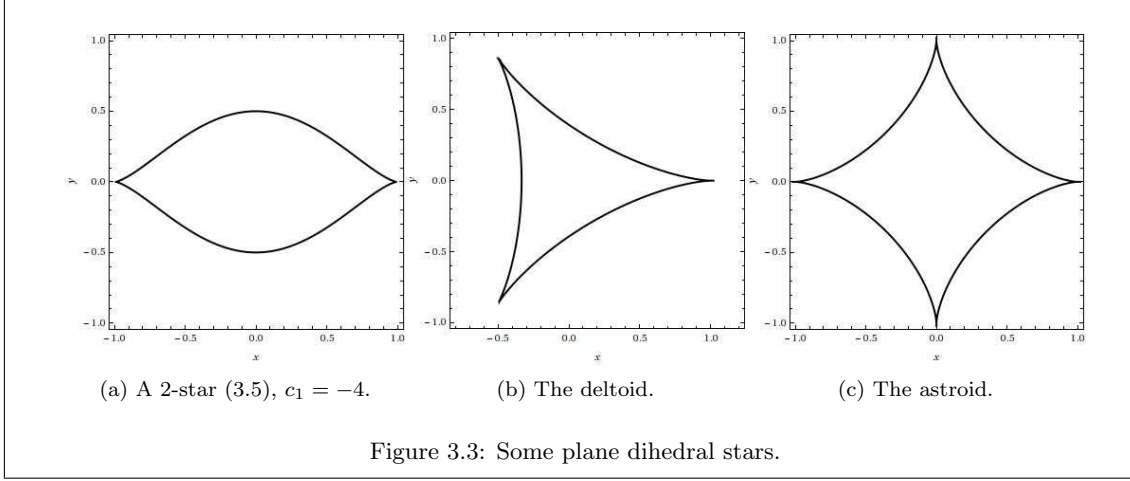 1.0
0.5
0.0
−0.5
−1.0
y
−1.0 −0.5 0.0 0.5 1.0
x
1.0
0.5
0.0
−0.5
−1.0
y
−0.5 0.0 0.5 1.0
x
1.0
0.5
0.0
−0.5
−1.0
y
−1.0 −0.5 0.0 0.5 1.0
x
(a) A 2-star (3.5), c₁ = −4.
(b) The deltoid.
(c) The astroid.
Figure 3.3: Some plane dihedral stars.